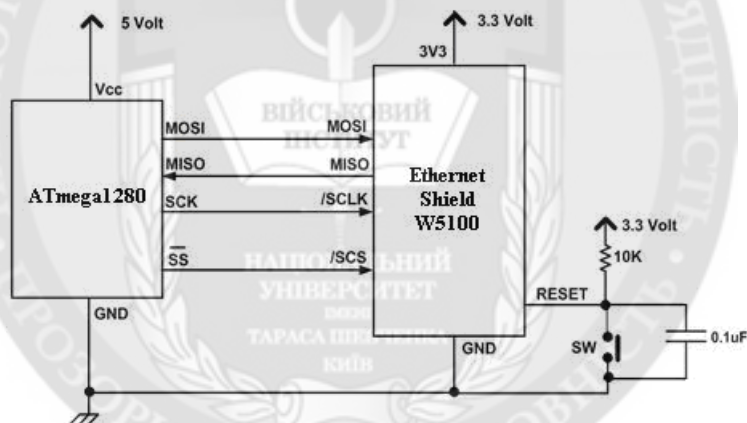 5 Volt
3.3 Volt
Vcc
3V3
MOSI
MOSI
MISO
MISO
ATmega1280
Ethernet
Shield
W5100
SCK
/SCLK
SS
/SCS
GND
GND
RESET
3.3 Volt
10K
SW
0.1uF
ВІЙСЬКОВИЙ
ІНСТИТУТ
НАЦІОНАЛЬНИЙ
УНІВЕРСИТЕТ
ІМЕНІ
ТАРАСА ШЕВЧЕНКА
КИЇВ